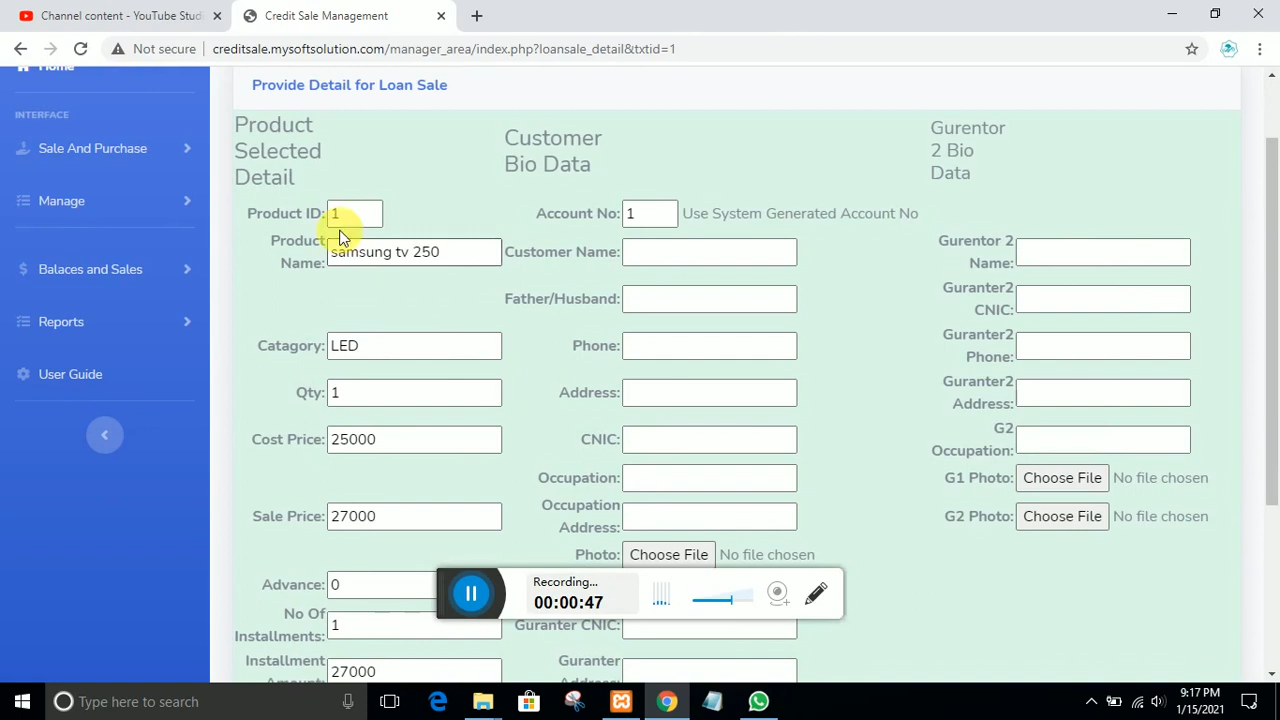 Channel content - YouTube Studi
Credit Sale Management
Not secure
creditsale.mysoftsolution.com/manager_area/index.php?loansale_detail&txtid=1
Home
INTERFACE
Sale And Purchase
Manage
Balaces and Sales
Reports
User Guide
Provide Detail for Loan Sale
Product
Selected
Detail
Customer
Bio Data
Gurentor
2 Bio
Data
Product ID: 1
Account No: 1 Use System Generated Account No
Product
Name: samsung tv 250
Customer Name:
Gurentor 2
Name:
Father/Husband:
Guranter2
CNIC:
Catagory: LED
Phone:
Guranter2
Phone:
Qty: 1
Address:
Guranter2
Address:
Cost Price: 25000
CNIC:
G2
Occupation:
Occupation:
G1 Photo: Choose File No file chosen
Sale Price: 27000
Occupation
Address:
G2 Photo: Choose File No file chosen
Photo: Choose File No file chosen
Advance: 0
No Of
Installments: 1
Guranter CNIC:
Installment
27000
Guranter
Recording...
00:00:47
Type here to search
9:17 PM
1/15/2021